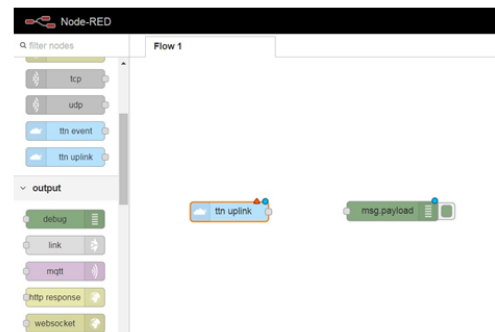 Node-RED
filter nodes
Flow 1
tcp
udp
ttn event
ttn uplink
output
debug
link
mqtt
http response
websocket
ttn uplink
msg.payload